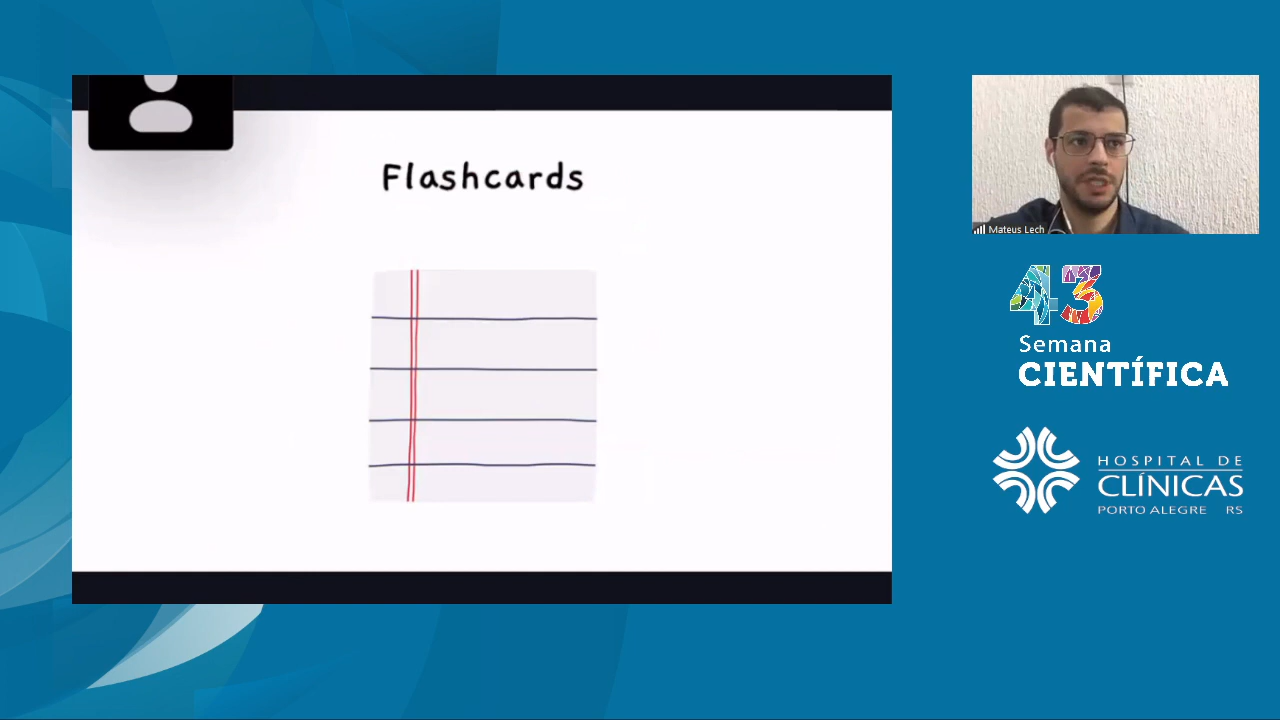 Flashcards
Mateus Lech
43
Semana
CIENTÍFICA
HOSPITAL DE
CLÍNICAS
PORTO ALEGRE RS